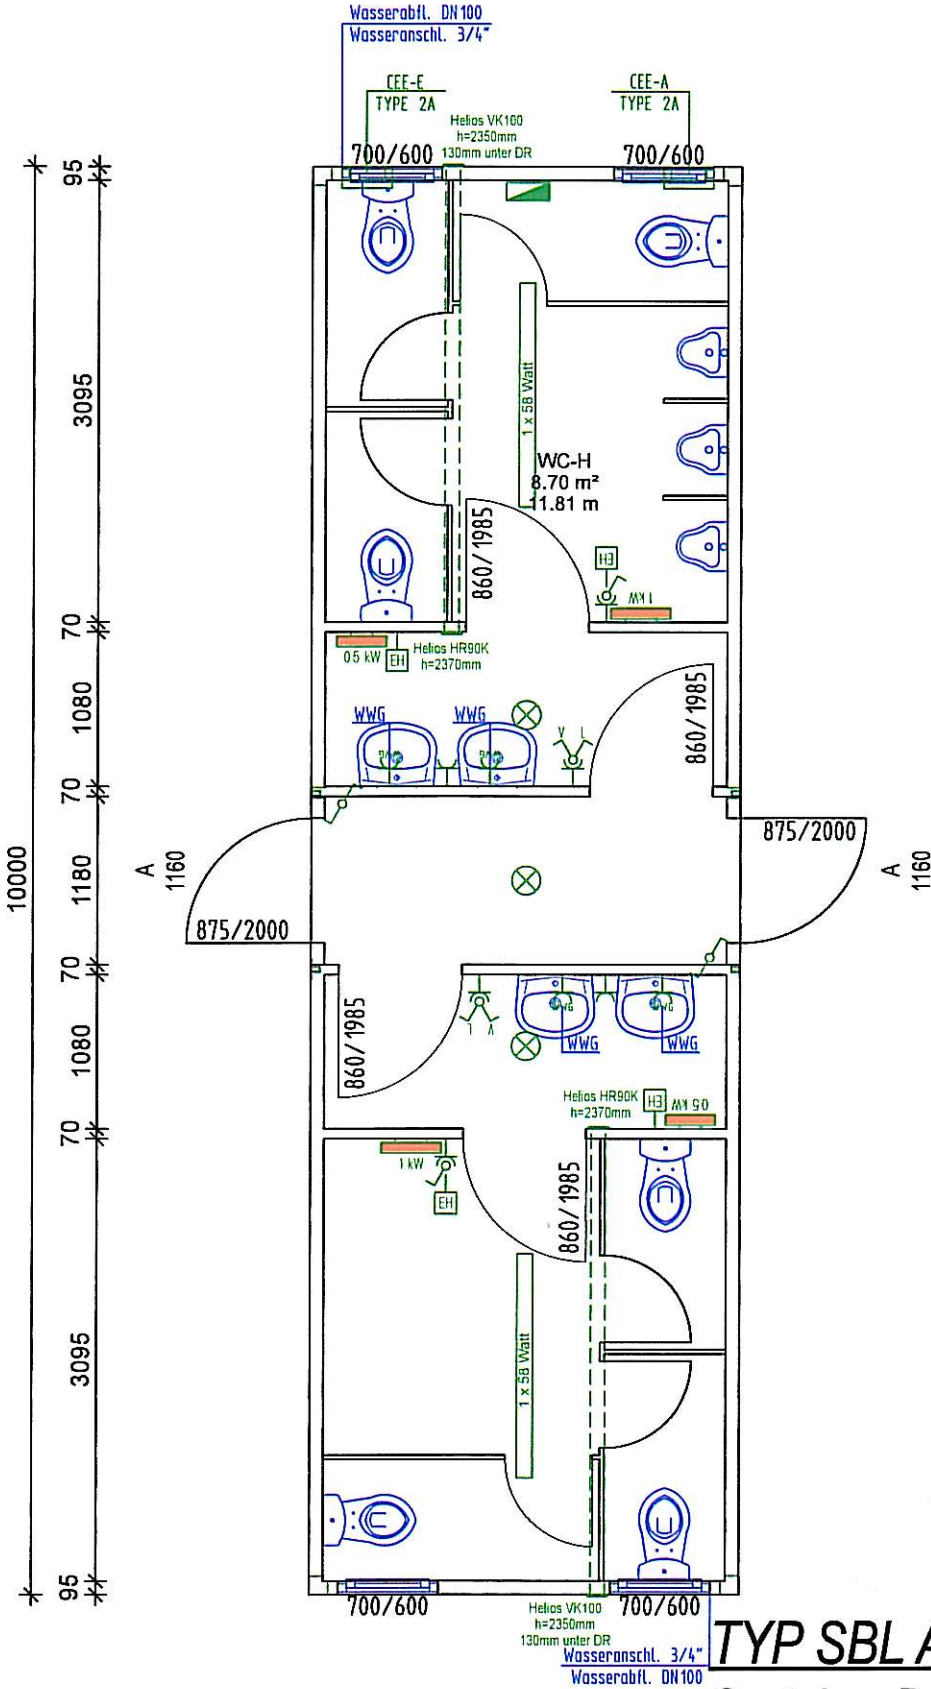 Wasserabfl. DN100
Wasseranschl. 3/4"
CEE-E
TYPE 2A
CEE-A
TYPE 2A
Helios VK100
h=2350mm
130mm unter DR
700/600
700/600
95
3095
1 x 58 Watt
WC-H
8.70 m²
11.81 m
860/1985
EH
1 kW
70
0.5 kW
EH
Helios HR90K
h=2370mm
1080
WWG
WWG
V L
860/1985
70
10000
1180
A
1160
875/2000
875/2000
A
1160
70
1080
860/1985
L V
WWG
WWG
Helios HR90K
h=2370mm
EH
0.5 kW
70
1 kW
EH
860/1985
3095
1 x 58 Watt
95
700/600
Helios VK100
h=2350mm
130mm unter DR
700/600
Wasseranschl. 3/4"
Wasserabfl. DN100
TYP SBL